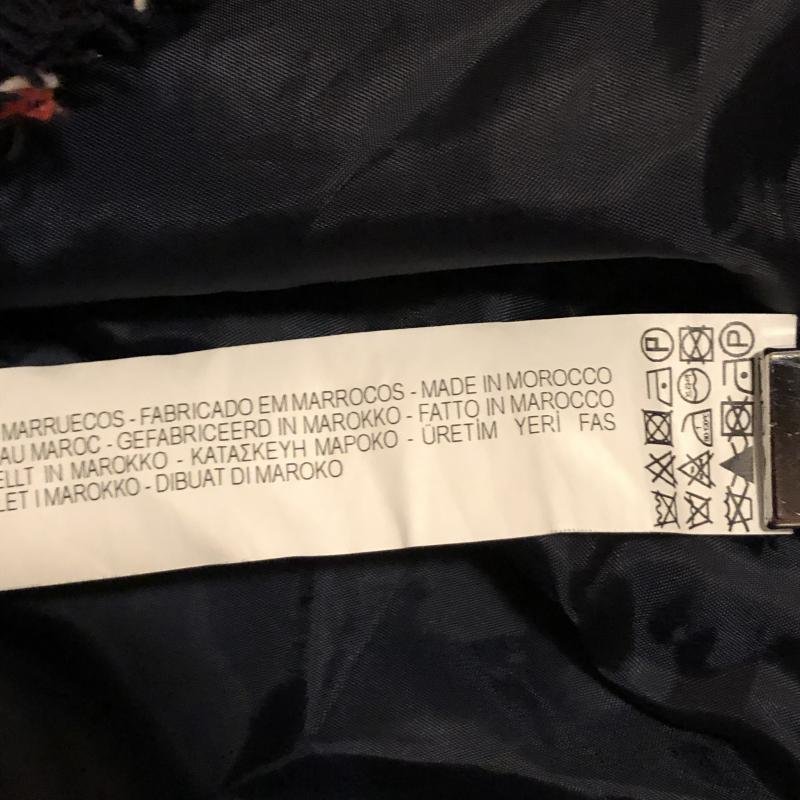 MARRUECOS - FABRICADO EM MARROCOS - MADE IN MOROCCO
AU MAROC - GEFABRICEERD IN MAROKKO - FATTO IN MAROCCO
ELLT IN MAROKKO - ΚΑΤΑΣΚΕΥΗ ΜΑΡΟΚΟ - ÜRETİM YERİ FAS
LET I MAROKKO - DIBUAT DI MAROKO
P P